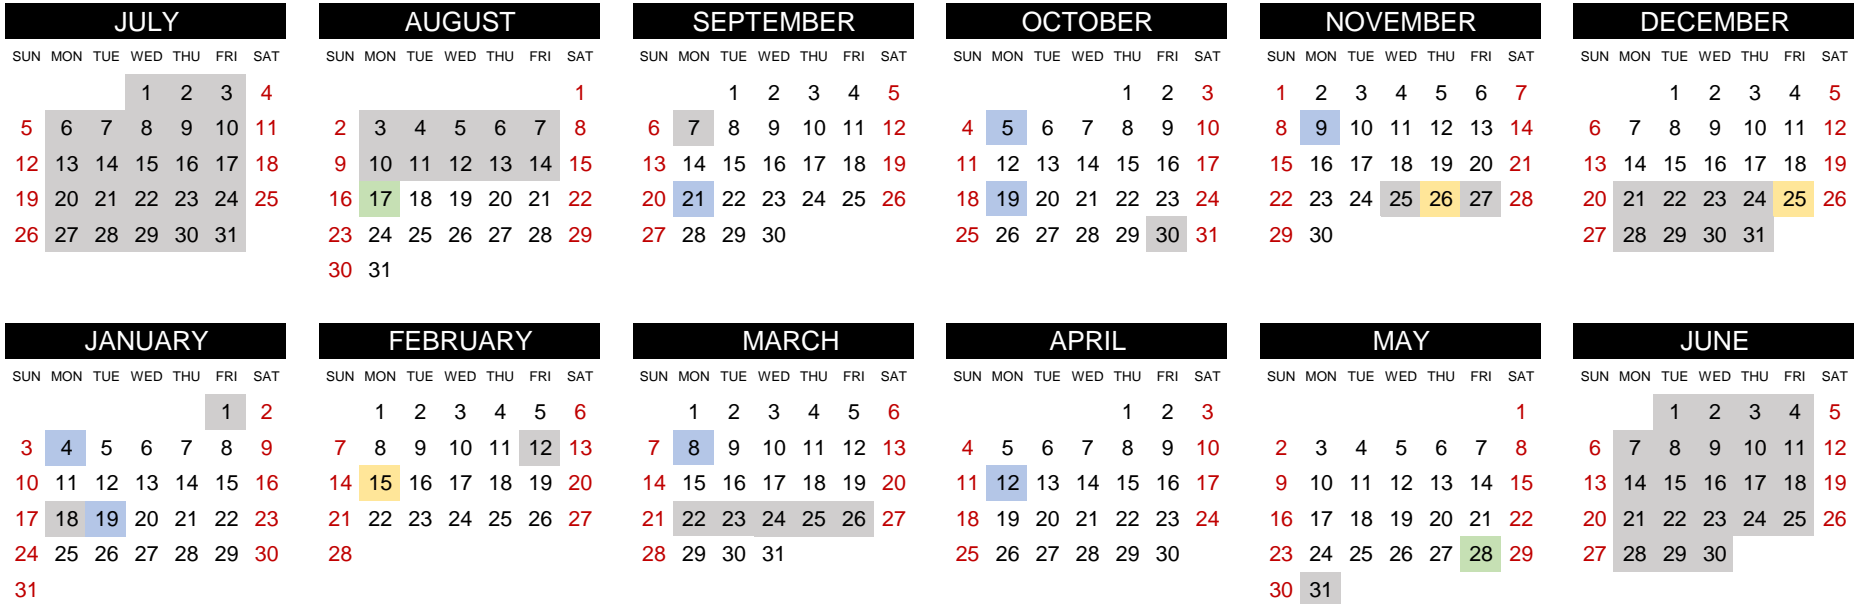 JULY AUGUST SEPTEMBER OCTOBER NOVEMBER DECEMBER
SUN MON TUE WED THU FRI SAT SUN MON TUE WED THU FRI SAT SUN MON TUE WED THU FRI SAT SUN MON TUE WED THU FRI SAT SUN MON TUE WED THU FRI SAT SUN MON TUE WED THU FRI SAT
1 2 3 4 1 1 2 3 4 5 1 2 3 1 2 3 4 5 6 7 1 2 3 4 5
5 6 7 8 9 10 11 2 3 4 5 6 7 8 6 7 8 9 10 11 12 4 5 6 7 8 9 10 8 9 10 11 12 13 14 6 7 8 9 10 11 12
12 13 14 15 16 17 18 9 10 11 12 13 14 15 13 14 15 16 17 18 19 11 12 13 14 15 16 17 15 16 17 18 19 20 21 13 14 15 16 17 18 19
19 20 21 22 23 24 25 16 17 18 19 20 21 22 20 21 22 23 24 25 26 18 19 20 21 22 23 24 22 23 24 25 26 27 28 20 21 22 23 24 25 26
26 27 28 29 30 31 23 24 25 26 27 28 29 27 28 29 30 25 26 27 28 29 30 31 29 30 27 28 29 30 31
30 31
JANUARY FEBRUARY MARCH APRIL MAY JUNE
SUN MON TUE WED THU FRI SAT SUN MON TUE WED THU FRI SAT SUN MON TUE WED THU FRI SAT SUN MON TUE WED THU FRI SAT SUN MON TUE WED THU FRI SAT SUN MON TUE WED THU FRI SAT
1 2 1 2 3 4 5 6 1 2 3 4 5 6 1 2 3 1 1 2 3 4 5
3 4 5 6 7 8 9 7 8 9 10 11 12 13 7 8 9 10 11 12 13 4 5 6 7 8 9 10 2 3 4 5 6 7 8 6 7 8 9 10 11 12
10 11 12 13 14 15 16 14 15 16 17 18 19 20 14 15 16 17 18 19 20 11 12 13 14 15 16 17 9 10 11 12 13 14 15 13 14 15 16 17 18 19
17 18 19 20 21 22 23 21 22 23 24 25 26 27 21 22 23 24 25 26 27 18 19 20 21 22 23 24 16 17 18 19 20 21 22 20 21 22 23 24 25 26
24 25 26 27 28 29 30 28 28 29 30 31 25 26 27 28 29 30 23 24 25 26 27 28 29 27 28 29 30
31 30 31